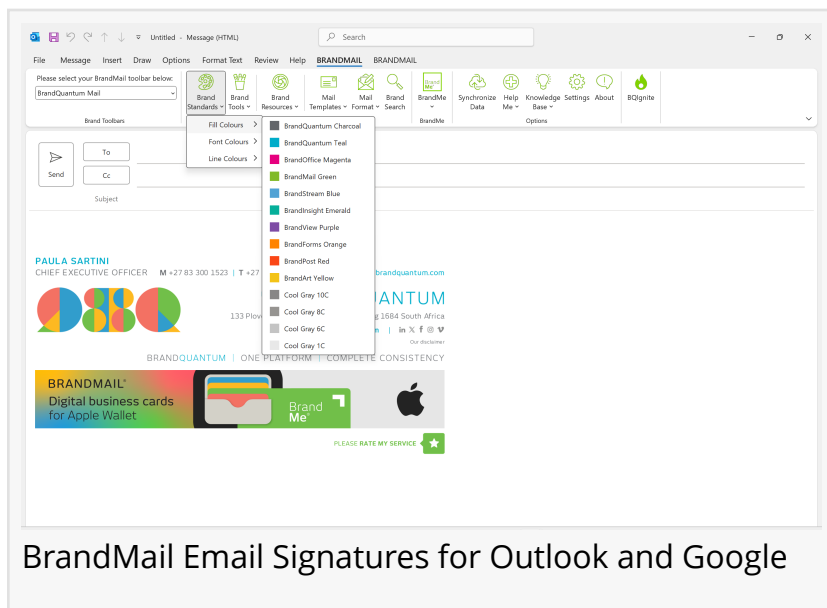 Untitled - Message (HTML)
Search
File Message Insert Draw Options Format Text Review Help BRANDMAIL BRANDMAIL
Please select your BrandMail toolbar below:
BrandQuantum Mail
Brand Toolbars
Brand Standards
Brand Tools
Brand Resources
Mail Templates
Mail Format
Brand Search
Brand Me
BrandMe
BrandMe
Synchronize Data
Help Me
Knowledge Base
Settings
About
Options
BQIgnite
Fill Colours
Font Colours
Line Colours
BrandQuantum Charcoal
BrandQuantum Teal
BrandOffice Magenta
BrandMail Green
BrandStream Blue
BrandInsight Emerald
BrandView Purple
BrandForms Orange
BrandPost Red
BrandArt Yellow
Cool Gray 10C
Cool Gray 8C
Cool Gray 6C
Cool Gray 1C
Send
To
Cc
Subject
PAULA SARTINI
CHIEF EXECUTIVE OFFICER M +27 83 300 1523 | T +27 brandquantum.com
ANTUM
133 Plov g 1684 South Africa
Our disclaimer
BRANDQUANTUM | ONE PLATFORM | COMPLETE CONSISTENCY
BRANDMAIL®
Digital business cards
for Apple Wallet
Brand
Me®
PLEASE RATE MY SERVICE
BrandMail Email Signatures for Outlook and Google